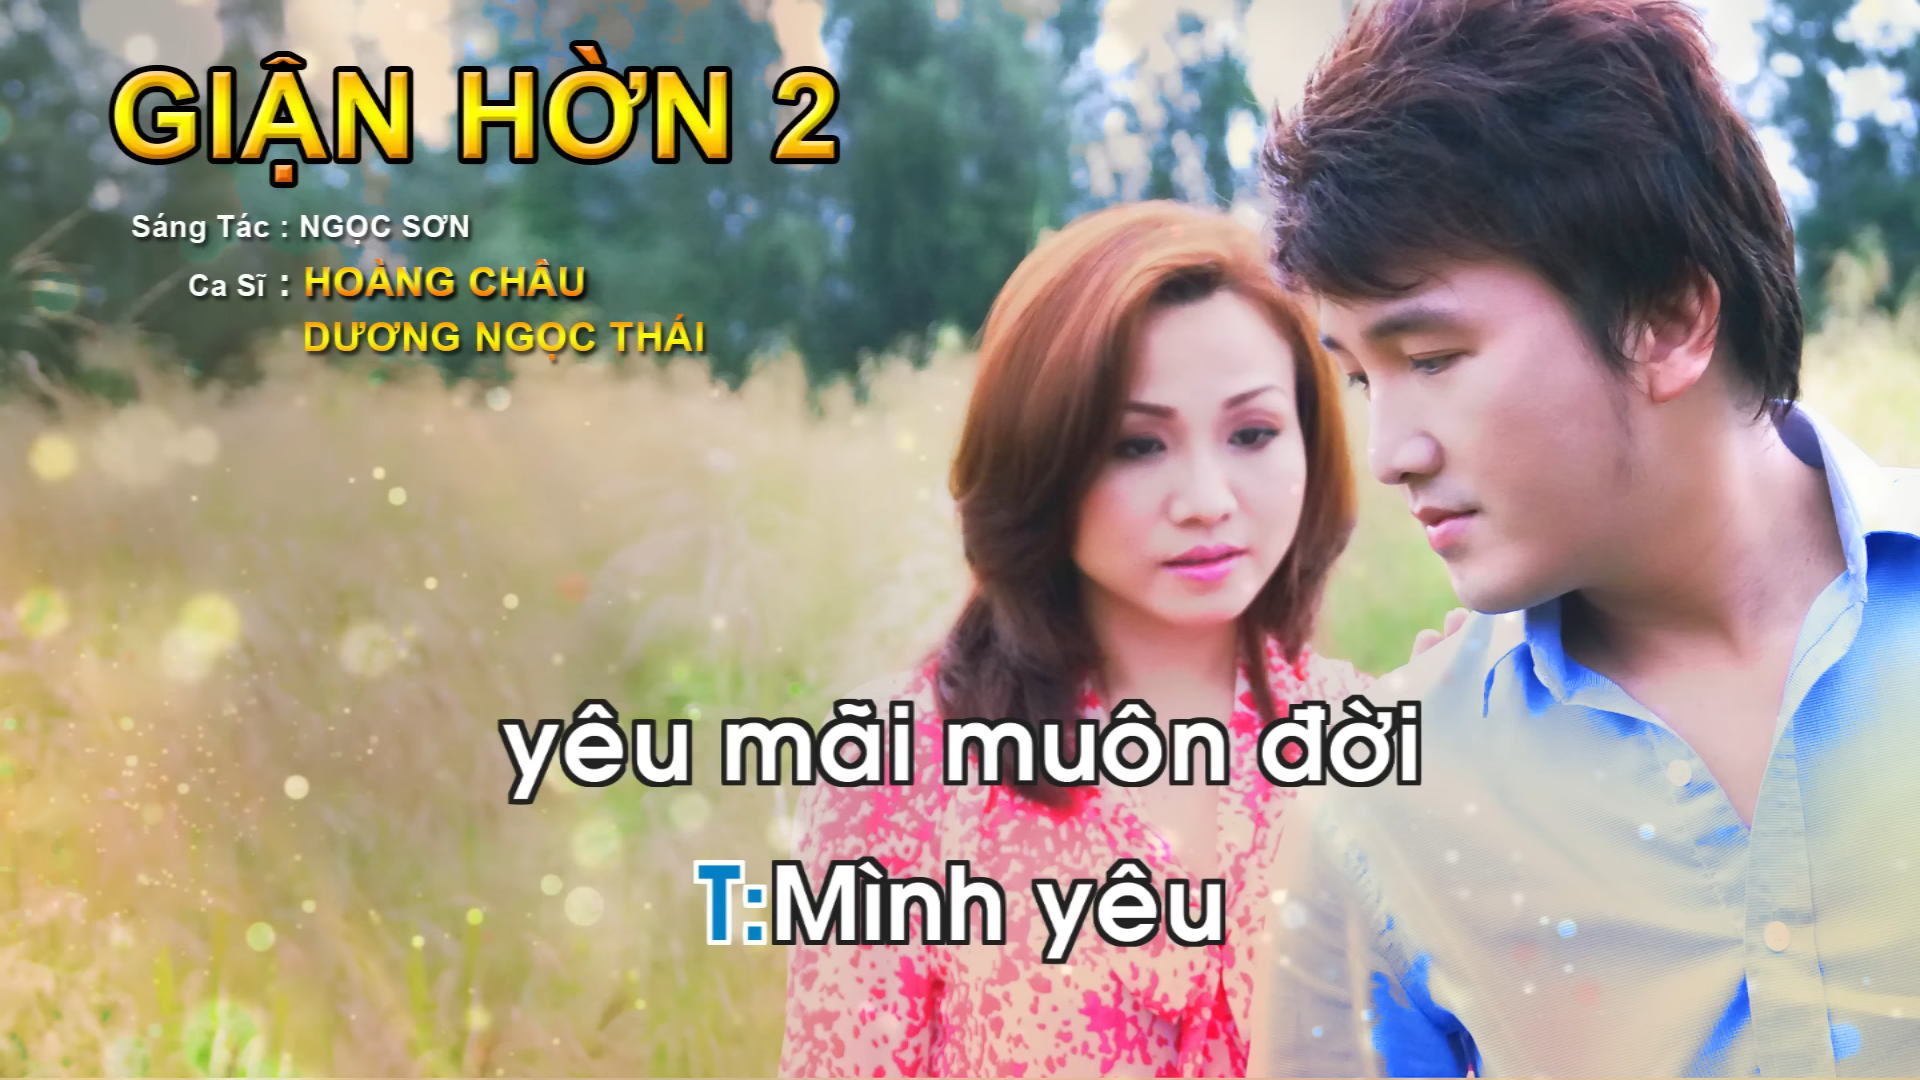 GIẬN HỜN 2
Sáng Tác : NGỌC SƠN
Ca Sĩ : HOÀNG CHÂU
DƯƠNG NGỌC THÁI
yêu mãi muôn đời
T:Mình yêu